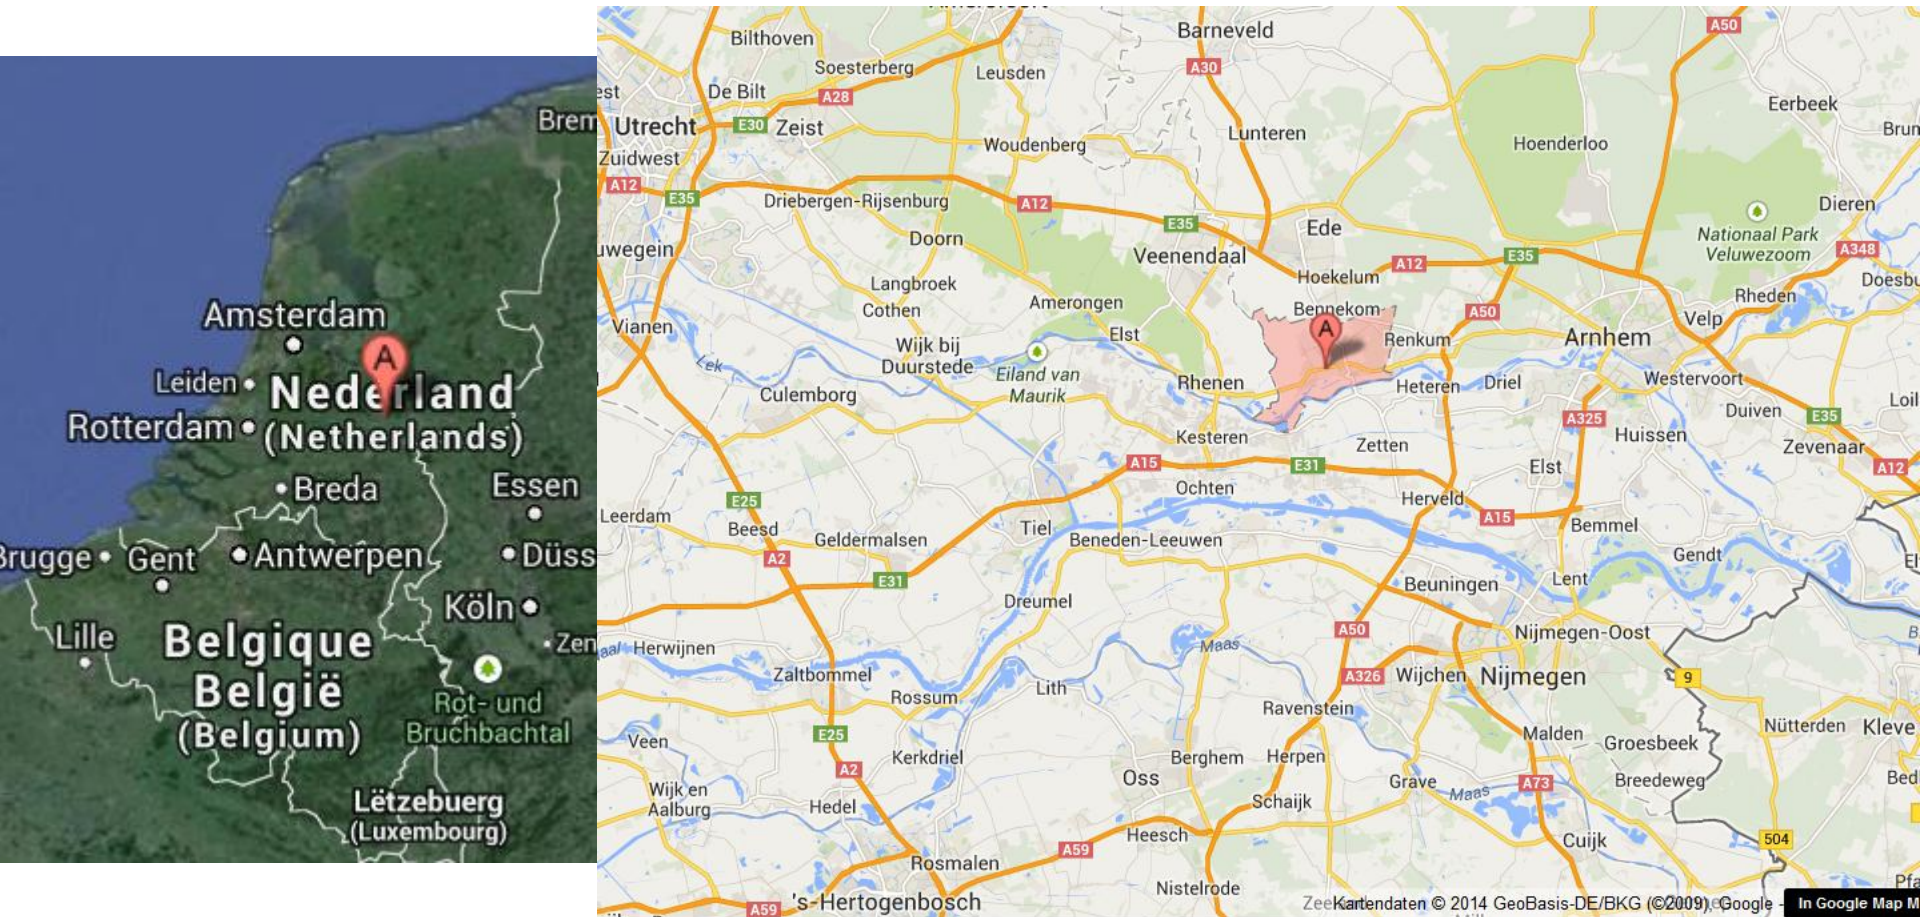 Brem
Amsterdam
A
Leiden
Nederland
Rotterdam
(Netherlands)
Breda
Essen
Brugge
Gent
Antwerpen
Düss
Köln
Lille
Zen
Belgique
België
(Belgium)
Rot- und
Bruchbachtal
Lëtzebuerg
(Luxembourg)
Barneveld
A50
Bilthoven
Soesterberg
Leusden
A30
est
De Bilt
A28
Eerbeek
Utrecht
E30
Zeist
Lunteren
Brun
Woudenberg
Hoenderloo
Zuidwest
A12
E35
Driebergen-Rijsenburg
A12
E35
Dieren
Ede
Nationaal Park
Veluwezoom
uwegein
Doorn
Veenendaal
A12
E35
A348
Hoekelum
Doesbu
Langbroek
Cothen
Amerongen
Bennekom
A50
Rheden
Vianen
Elst
A
Renkum
Arnhem
Velp
Wijk bij
Duurstede
Lek
Eiland van
Maurik
Rhenen
Heteren
Driel
Westervoort
Culemborg
A325
Duiven
E35
Loil
Kesteren
Zetten
Huissen
Zevenaar
A15
E31
Elst
A12
E25
Ochten
Herveld
Leerdam
Beesd
Geldermalsen
Tiel
Beneden-Leeuwen
A15
Bemmel
A2
Gendt
E31
Beuningen
Lent
Dreumel
A50
Nijmegen-Oost
Herwijnen
Maas
Zaltbommel
A326
Wijchen
Nijmegen
9
Rossum
Lith
Ravenstein
Nütterden
Kleve
Veen
E25
Malden
Groesbeek
Kerkdriel
Berghem
Herpen
A2
Oss
Grave
Maas
A73
Breedeweg
Bed
Wijk en
Aalburg
Hedel
Schaijk
Heesch
Cuijk
504
A59
Rosmalen
Nistelrode
Pfa
A59
's-Hertogenbosch
Kartendaten © 2014 GeoBasis-DE/BKG (©2009), Google -
In Google Map M